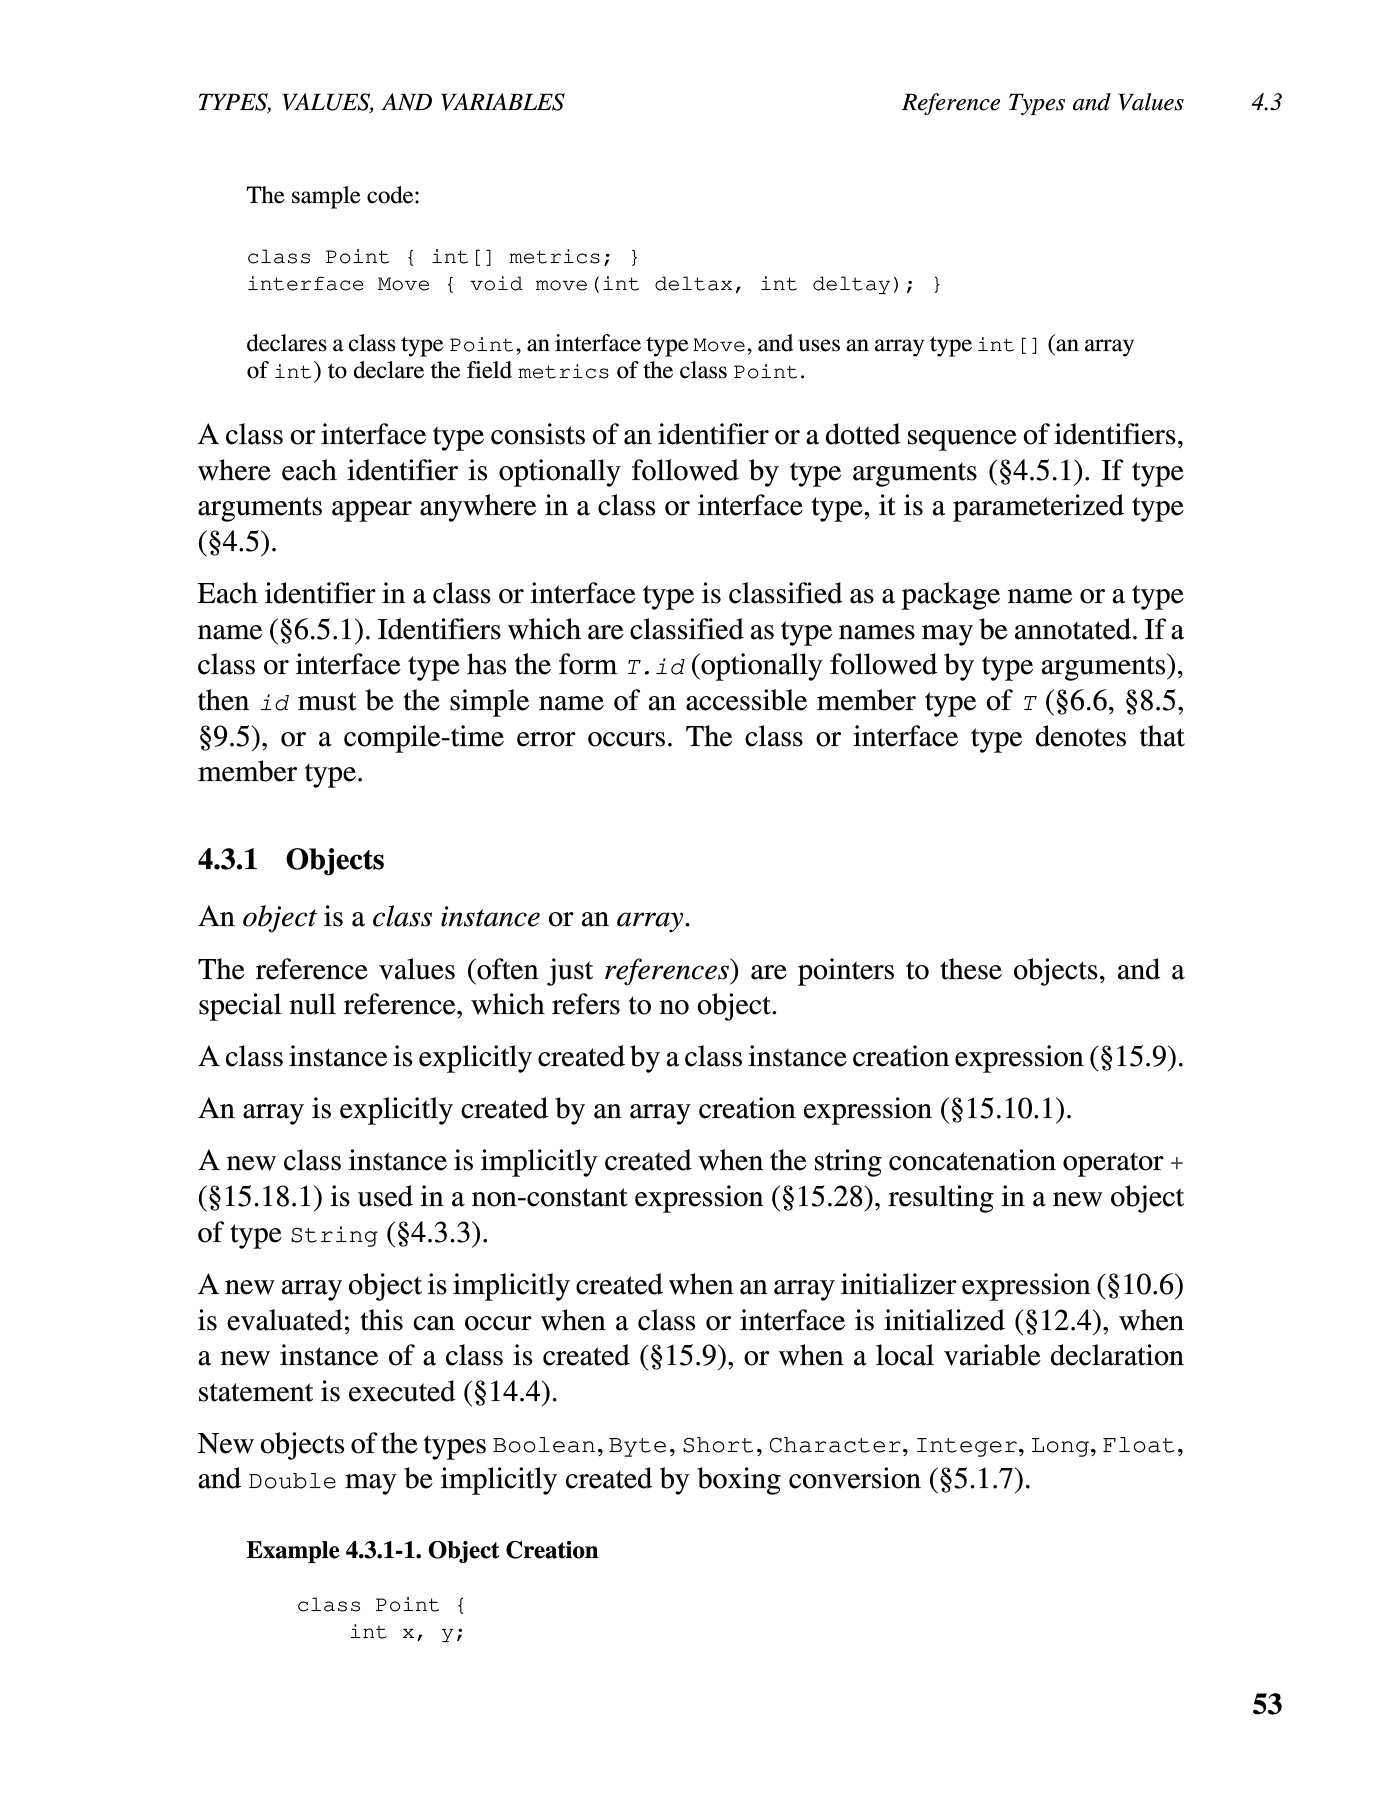 TYPES, VALUES, AND VARIABLES Reference Types and Values 4.3
The sample code:
class Point { int[] metrics; }
interface Move { void move(int deltax, int deltay); }
declares a class type Point, an interface type Move, and uses an array type int[] (an array
of int) to declare the field metrics of the class Point.
A class or interface type consists of an identifier or a dotted sequence of identifiers,
where each identifier is optionally followed by type arguments (§4.5.1). If type
arguments appear anywhere in a class or interface type, it is a parameterized type
(§4.5).
Each identifier in a class or interface type is classified as a package name or a type
name (§6.5.1). Identifiers which are classified as type names may be annotated. If a
class or interface type has the form T.id (optionally followed by type arguments),
then id must be the simple name of an accessible member type of T (§6.6, §8.5,
§9.5), or a compile-time error occurs. The class or interface type denotes that
member type.
4.3.1 Objects
An object is a class instance or an array.
The reference values (often just references) are pointers to these objects, and a
special null reference, which refers to no object.
A class instance is explicitly created by a class instance creation expression (§15.9).
An array is explicitly created by an array creation expression (§15.10.1).
A new class instance is implicitly created when the string concatenation operator +
(§15.18.1) is used in a non-constant expression (§15.28), resulting in a new object
of type String (§4.3.3).
A new array object is implicitly created when an array initializer expression (§10.6)
is evaluated; this can occur when a class or interface is initialized (§12.4), when
a new instance of a class is created (§15.9), or when a local variable declaration
statement is executed (§14.4).
New objects of the types Boolean, Byte, Short, Character, Integer, Long, Float,
and Double may be implicitly created by boxing conversion (§5.1.7).
Example 4.3.1-1. Object Creation
class Point {
int x, y;
53